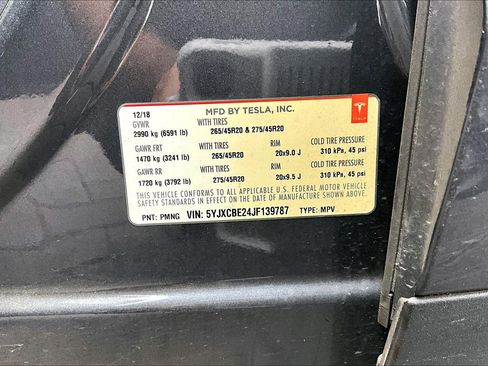 MFD BY TESLA, INC.
12/18
GVWR WITH TIRES
2990 kg (6591 lb) 265/45R20 & 275/45R20
GAWR FRT WITH TIRES RIM COLD TIRE PRESSURE
1470 kg (3241 lb) 265/45R20 20x9.0 J 310 kPa, 45 psi
GAWR RR WITH TIRES RIM COLD TIRE PRESSURE
1720 kg (3792 lb) 275/45R20 20x9.5 J 310 kPa, 45 psi
THIS VEHICLE CONFORMS TO ALL APPLICABLE U.S. FEDERAL MOTOR VEHICLE
SAFETY STANDARDS IN EFFECT ON THE DATE OF MANUFACTURE SHOWN ABOVE.
PNT: PMNG VIN: 5YJXCBE24JF139787 TYPE: MPV
TESLA